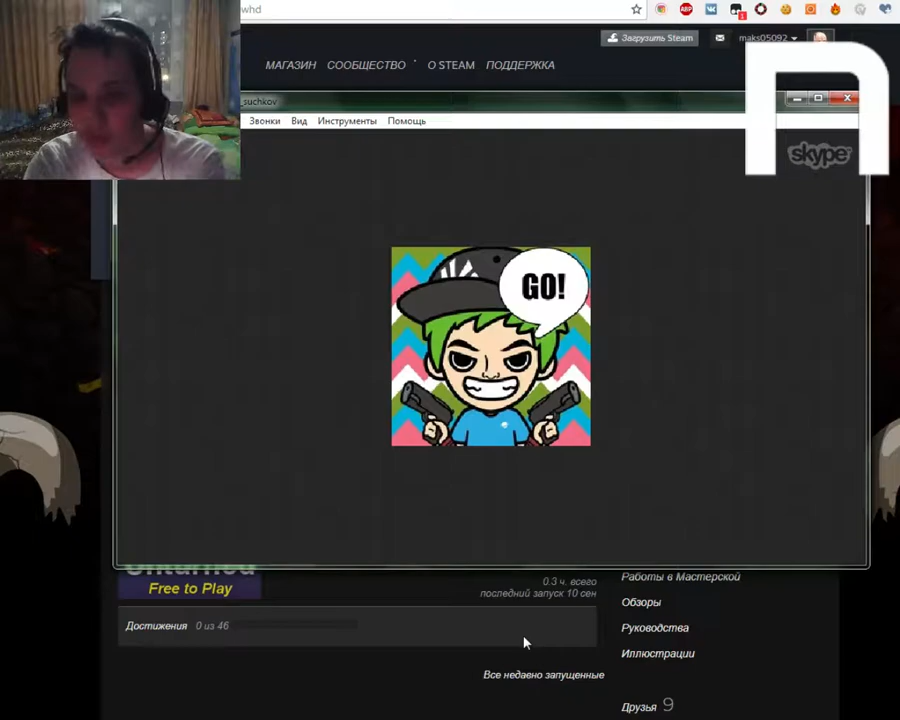 whd
Загрузить Steam
maks05092
МАГАЗИН СООБЩЕСТВО О STEAM ПОДДЕРЖКА
_suchkov
Звонки Вид Инструменты Помощь
skype
GO!
Free to Play
0.3 ч. всего
последний запуск 10 сен
Достижения 0 из 46
Все недавно запущенные
Работы в Мастерской
Обзоры
Руководства
Иллюстрации
Друзья 9